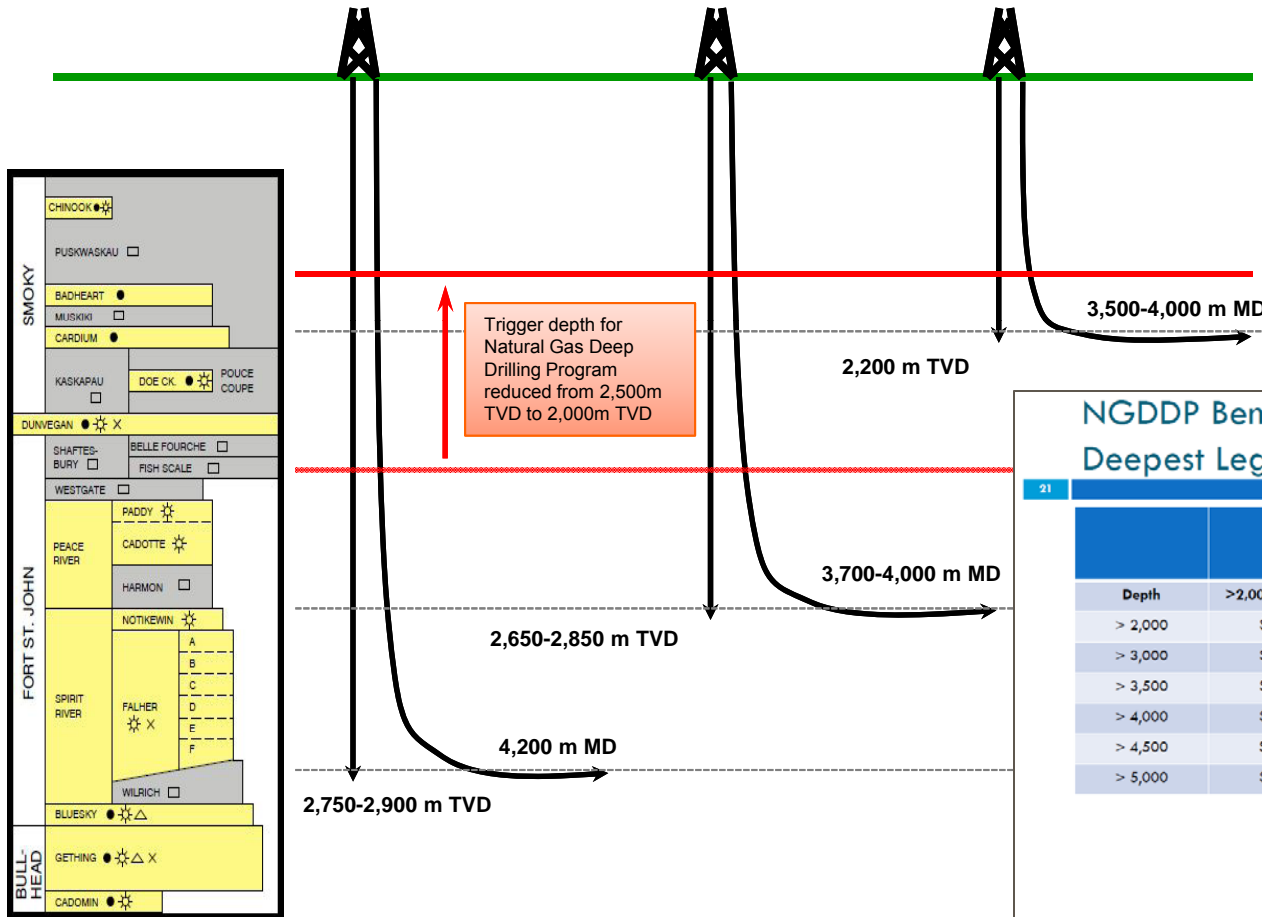 SMOKY
CHINOOK
PUSKWASKAU
BADHEART
MUSKIKI
CARDIUM
KASKAPAU
DOE CK.
POUCE
COUPE
DUNVEGAN X
FORT ST. JOHN
SHAFTES-
BURY
BELLE FOURCHE
FISH SCALE
WESTGATE
PEACE
RIVER
PADDY
CADOTTE
HARMON
SPIRIT
RIVER
NOTIKEWIN
FALHER
X
A
B
C
D
E
F
WILRICH
BLUESKY
BULL-
HEAD
GETHING X
CADOMIN
Trigger depth for
Natural Gas Deep
Drilling Program
reduced from 2,500m
TVD to 2,000m TVD
3,500-4,000 m MD
2,200 m TVD
3,700-4,000 m MD
2,650-2,850 m TVD
4,200 m MD
2,750-2,900 m TVD
NGDDP Ben
Deepest Leg
21
Depth >2,00
> 2,000
> 3,000
> 3,500
> 4,000
> 4,500
> 5,000